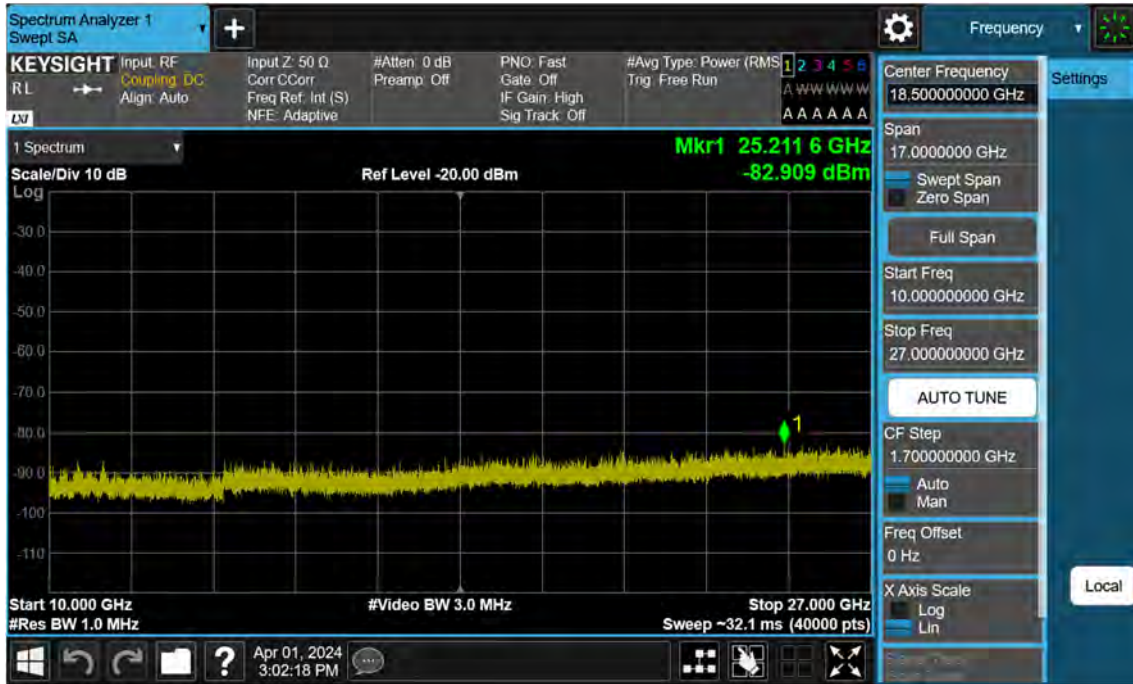 Spectrum Analyzer 1
Swept SA
+
Frequency
KEYSIGHT
RL
LXI
Input: RF
Coupling: DC
Align: Auto
Input Z: 50 Ω
Corr CCorr
Freq Ref: Int (S)
NFE: Adaptive
#Atten: 0 dB
Preamp: Off
PNO: Fast
Gate: Off
IF Gain: High
Sig Track: Off
#Avg Type: Power (RMS
Trig: Free Run
1 2 3 4 5 6
A W W W W W
A A A A A A
1 Spectrum
Scale/Div 10 dB
Ref Level -20.00 dBm
Mkr1 25.211 6 GHz
-82.909 dBm
Log
-30.0
-40.0
-50.0
-60.0
-70.0
-80.0
-90.0
-100
-110
1
Start 10.000 GHz
#Res BW 1.0 MHz
#Video BW 3.0 MHz
Stop 27.000 GHz
Sweep ~32.1 ms (40000 pts)
?
Apr 01, 2024
3:02:18 PM
Center Frequency
18.500000000 GHz
Span
17.0000000 GHz
Swept Span
Zero Span
Full Span
Start Freq
10.000000000 GHz
Stop Freq
27.000000000 GHz
AUTO TUNE
CF Step
1.700000000 GHz
Auto
Man
Freq Offset
0 Hz
X Axis Scale
Log
Lin
Settings
Local